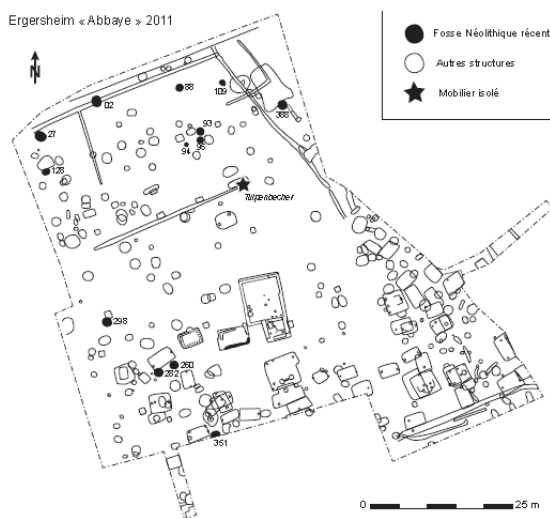 Ergersheim « Abbaye » 2011
Fosse Néolithique récent
Autres structures
Mobilier isolé
N
109
88
02
388
27
93
94
95
128
Tulpenbecher
298
260
282
351
0
25 m